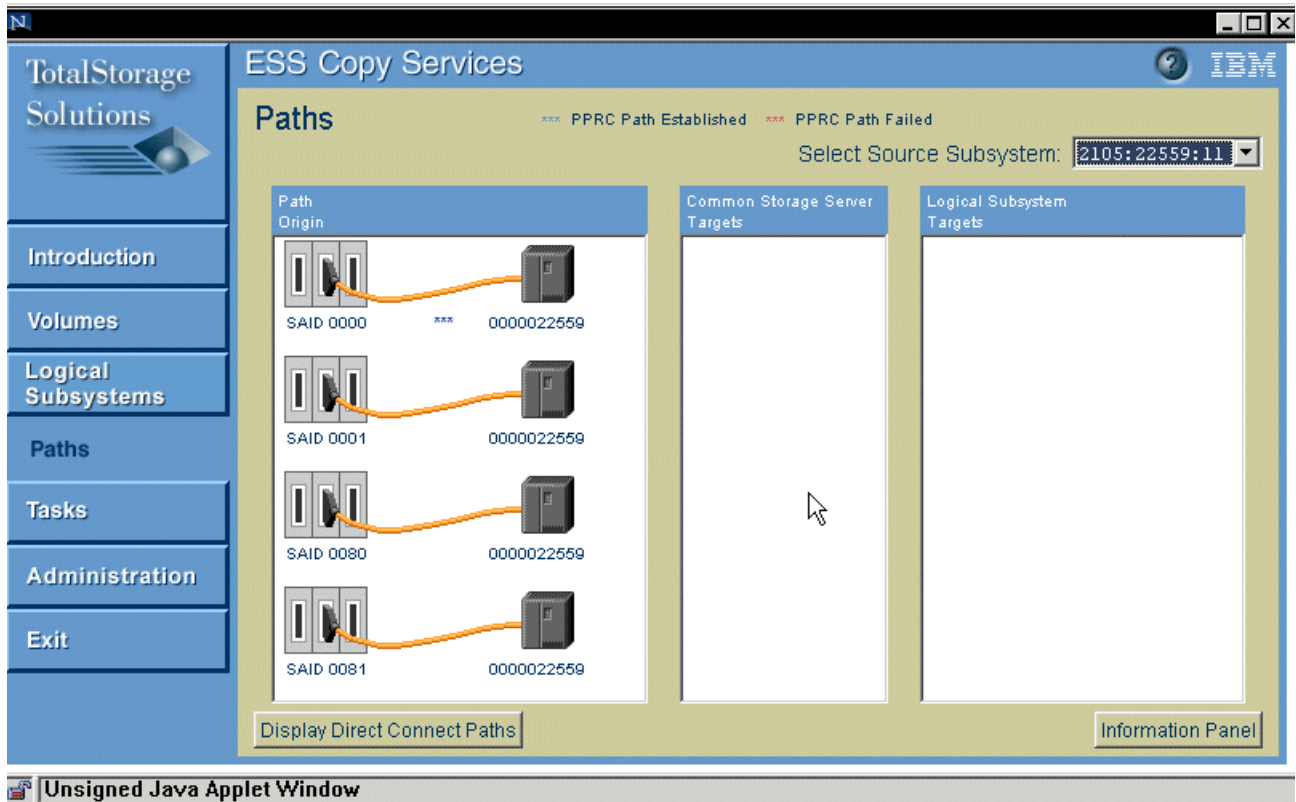 N
TotalStorage
Solutions
ESS Copy Services
?
IBM
Paths
*** PPRC Path Established *** PPRC Path Failed
Select Source Subsystem: 2105:22559:11
Introduction
Volumes
Logical
Subsystems
Paths
Tasks
Administration
Exit
Path
Origin
SAID 0000 *** 0000022559
SAID 0001 0000022559
SAID 0080 0000022559
SAID 0081 0000022559
Common Storage Server
Targets
Logical Subsystem
Targets
Display Direct Connect Paths
Information Panel
Unsigned Java Applet Window